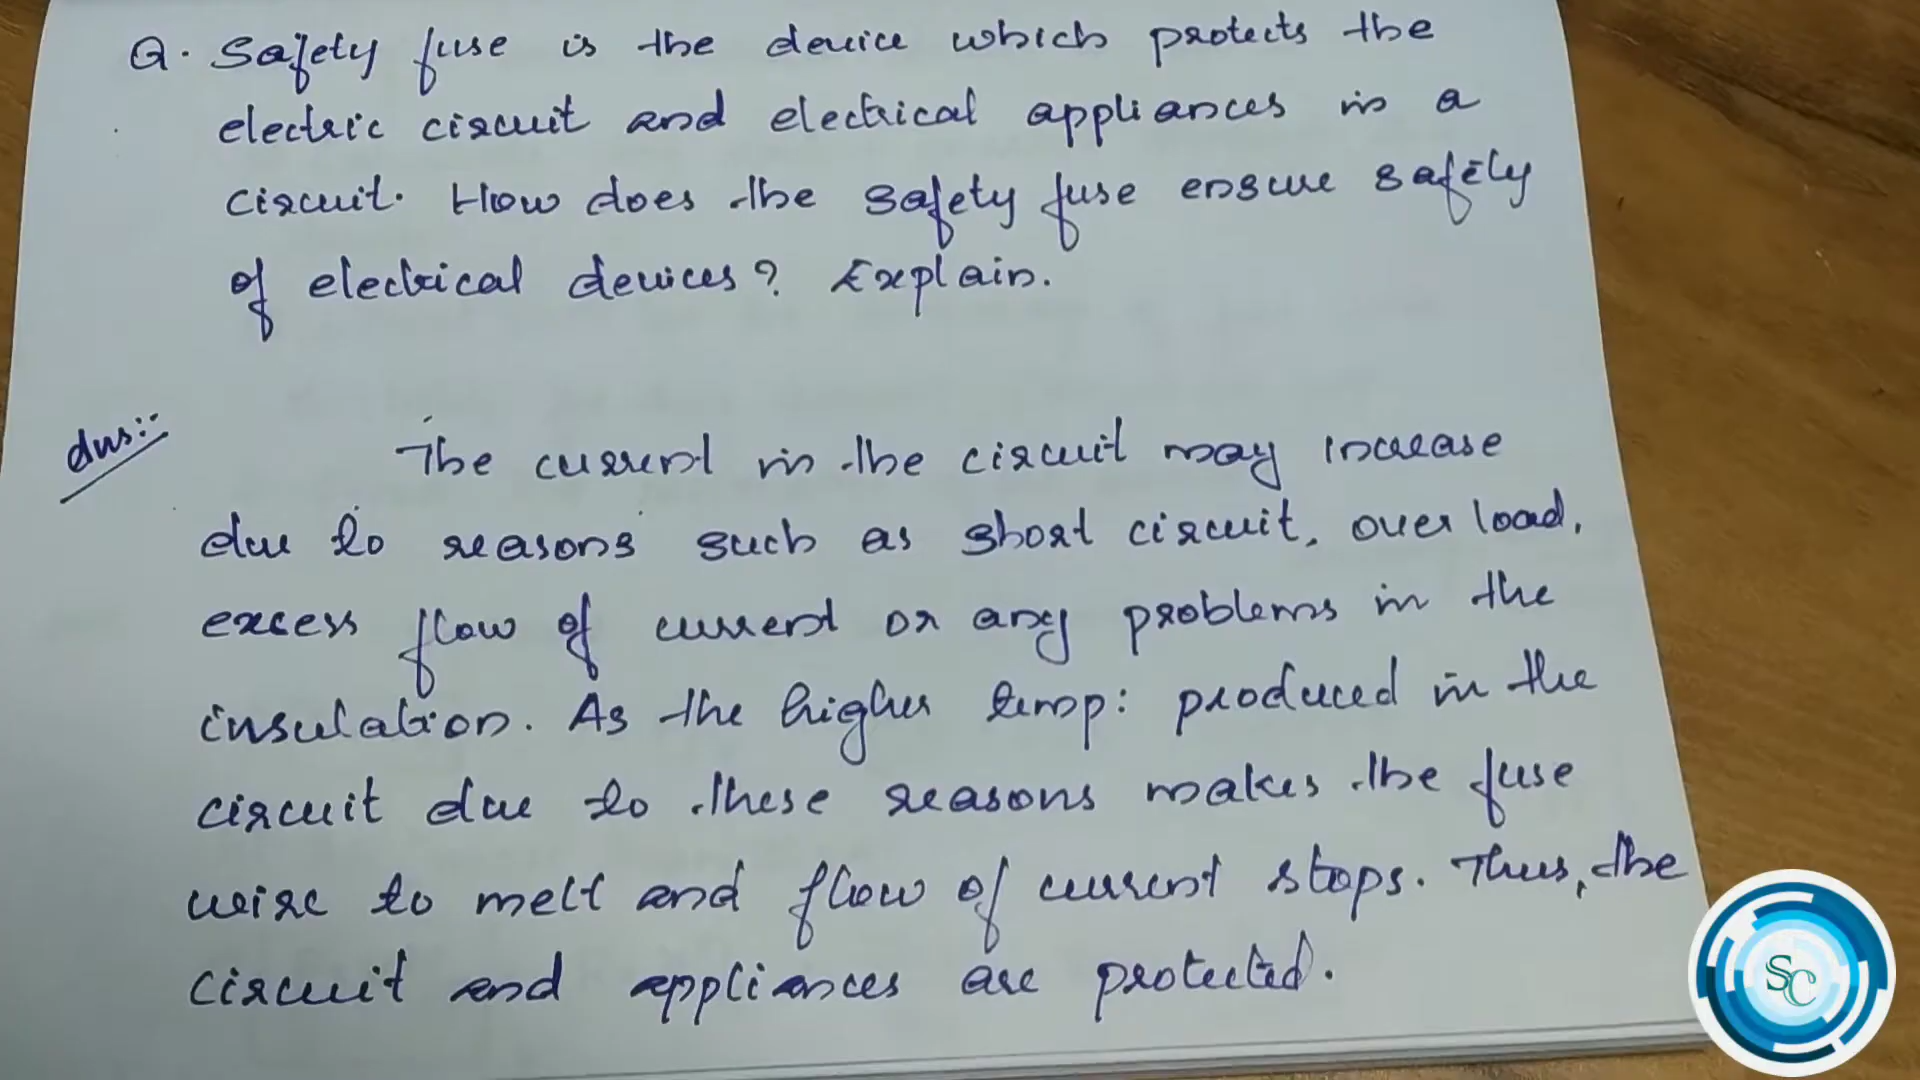 Q. Safety fuse is the device which protects the
electric circuit and electrical appliances in a
circuit. How does the safety fuse ensure safety
of electrical devices? Explain.
Ans:-
The current in the circuit may increase
due to reasons such as short circuit, over load,
excess flow of current or any problems in the
insulation. As the higher temp: produced in the
circuit due to these reasons makes the fuse
wire to melt and flow of current stops. Thus, the
circuit and appliances are protected.
SC